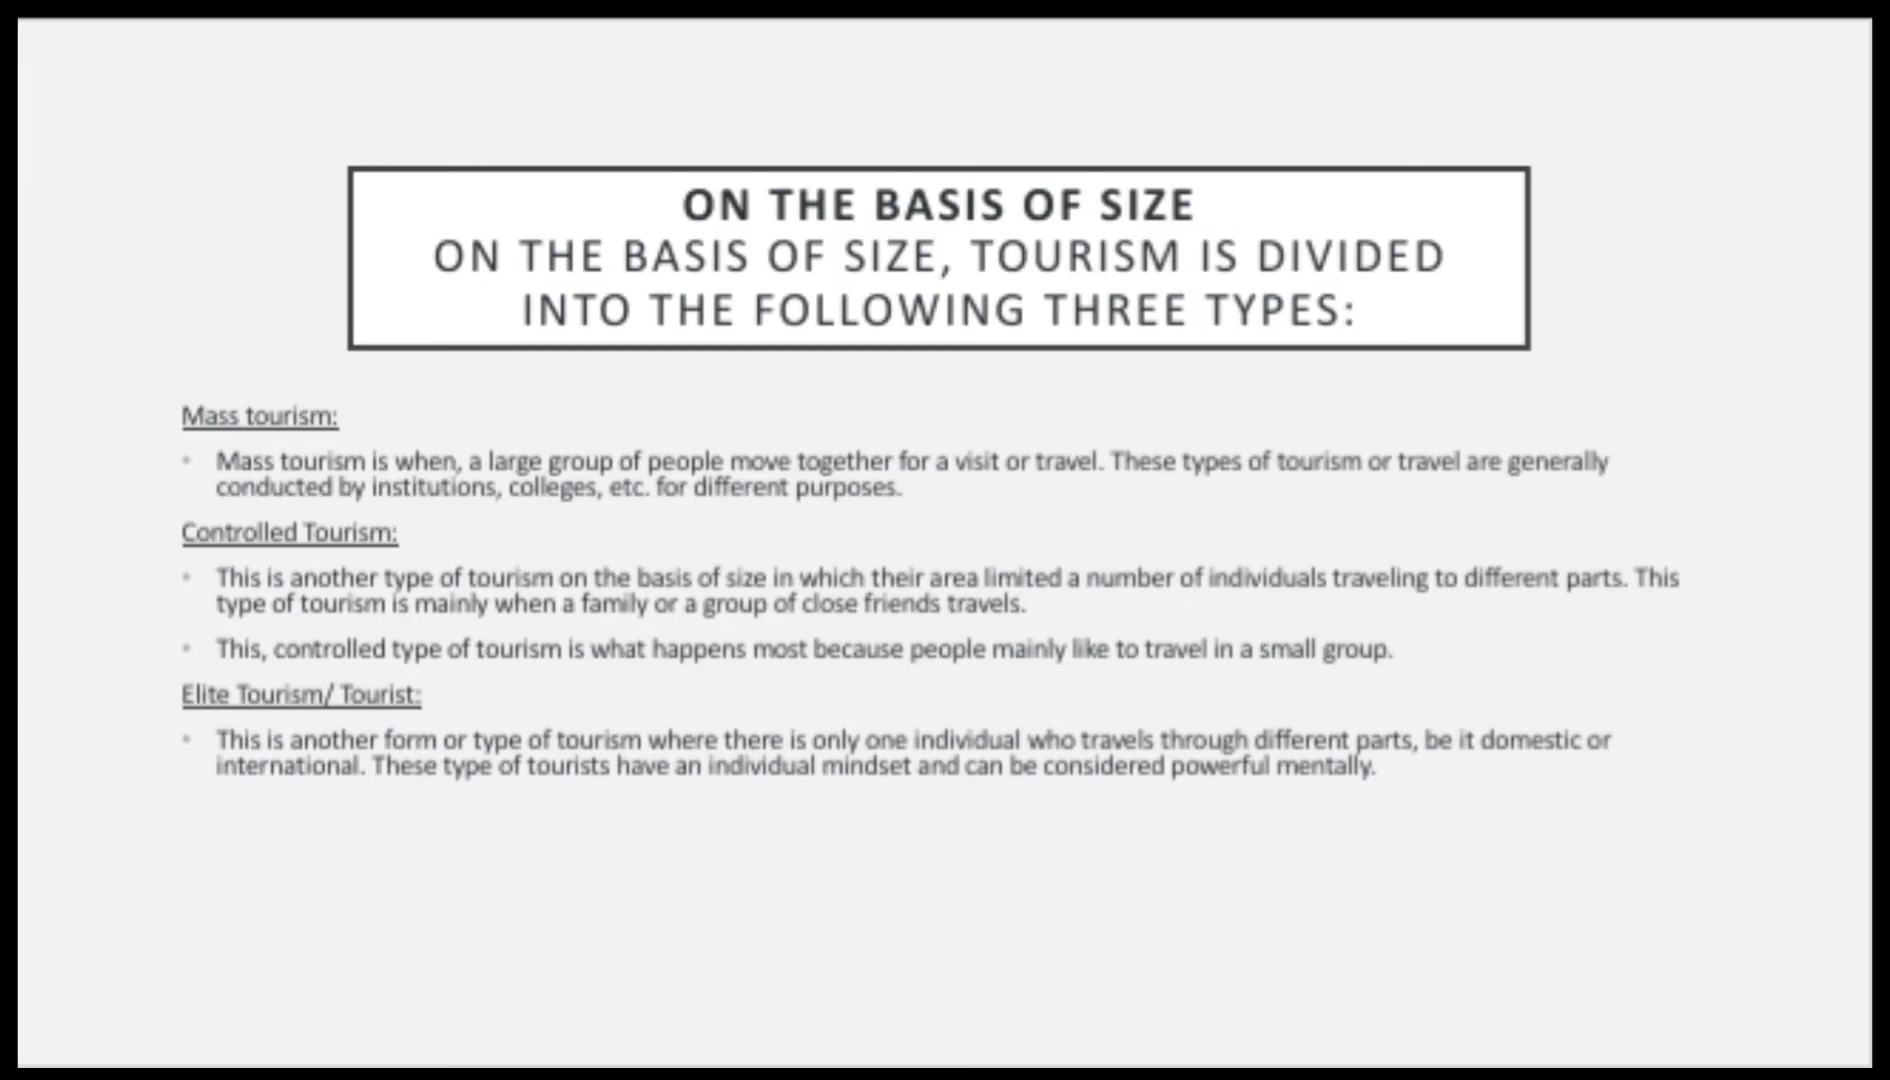 ON THE BASIS OF SIZE
ON THE BASIS OF SIZE, TOURISM IS DIVIDED
INTO THE FOLLOWING THREE TYPES:
Mass tourism:
• Mass tourism is when, a large group of people move together for a visit or travel. These types of tourism or travel are generally
conducted by institutions, colleges, etc. for different purposes.
Controlled Tourism:
• This is another type of tourism on the basis of size in which their area limited a number of individuals traveling to different parts. This
type of tourism is mainly when a family or a group of close friends travels.
• This, controlled type of tourism is what happens most because people mainly like to travel in a small group.
Elite Tourism/ Tourist:
• This is another form or type of tourism where there is only one individual who travels through different parts, be it domestic or
international. These type of tourists have an individual mindset and can be considered powerful mentally.